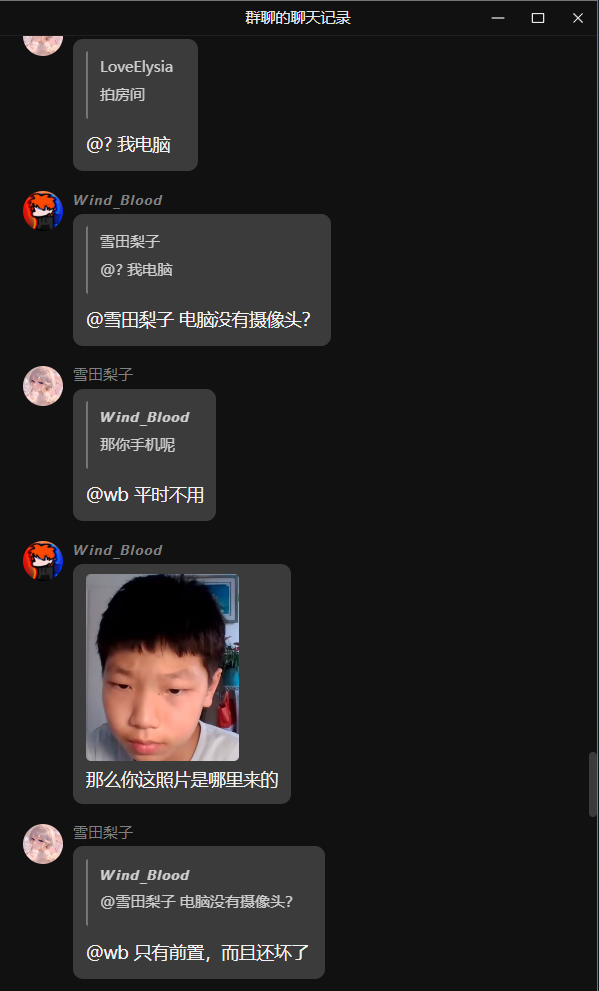 群聊的聊天记录
LoveElysia
拍房间
@? 我电脑
Wind_Blood
雪田梨子
@? 我电脑
@雪田梨子 电脑没有摄像头?
雪田梨子
Wind_Blood
那你手机呢
@wb 平时不用
Wind_Blood
那么你这照片是哪里来的
雪田梨子
Wind_Blood
@雪田梨子 电脑没有摄像头?
@wb 只有前置，而且还坏了